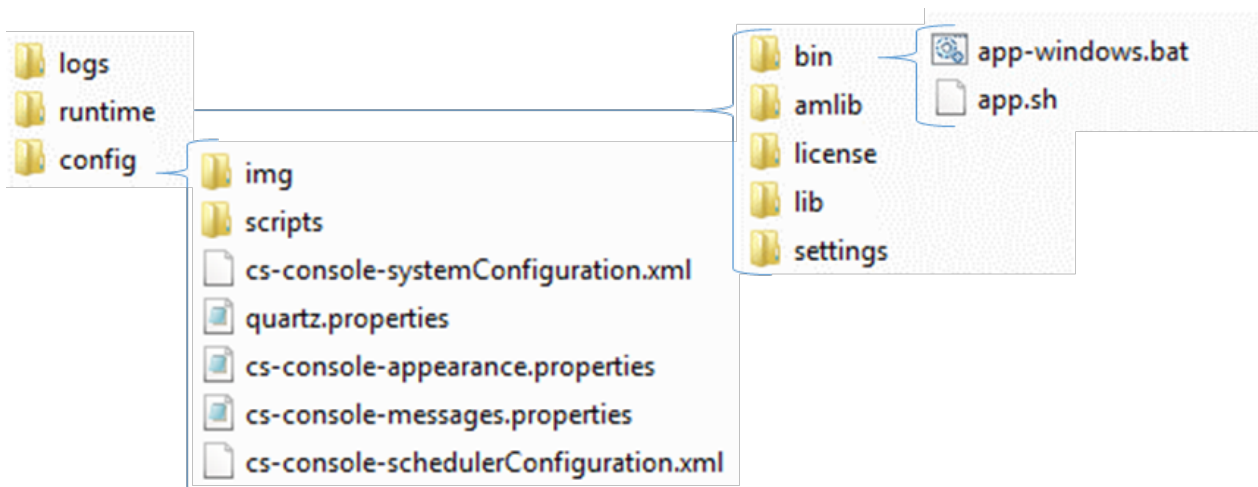 logs
runtime
config
img
scripts
cs-console-systemConfiguration.xml
quartz.properties
cs-console-appearance.properties
cs-console-messages.properties
cs-console-schedulerConfiguration.xml
bin
amlib
license
lib
settings
app-windows.bat
app.sh